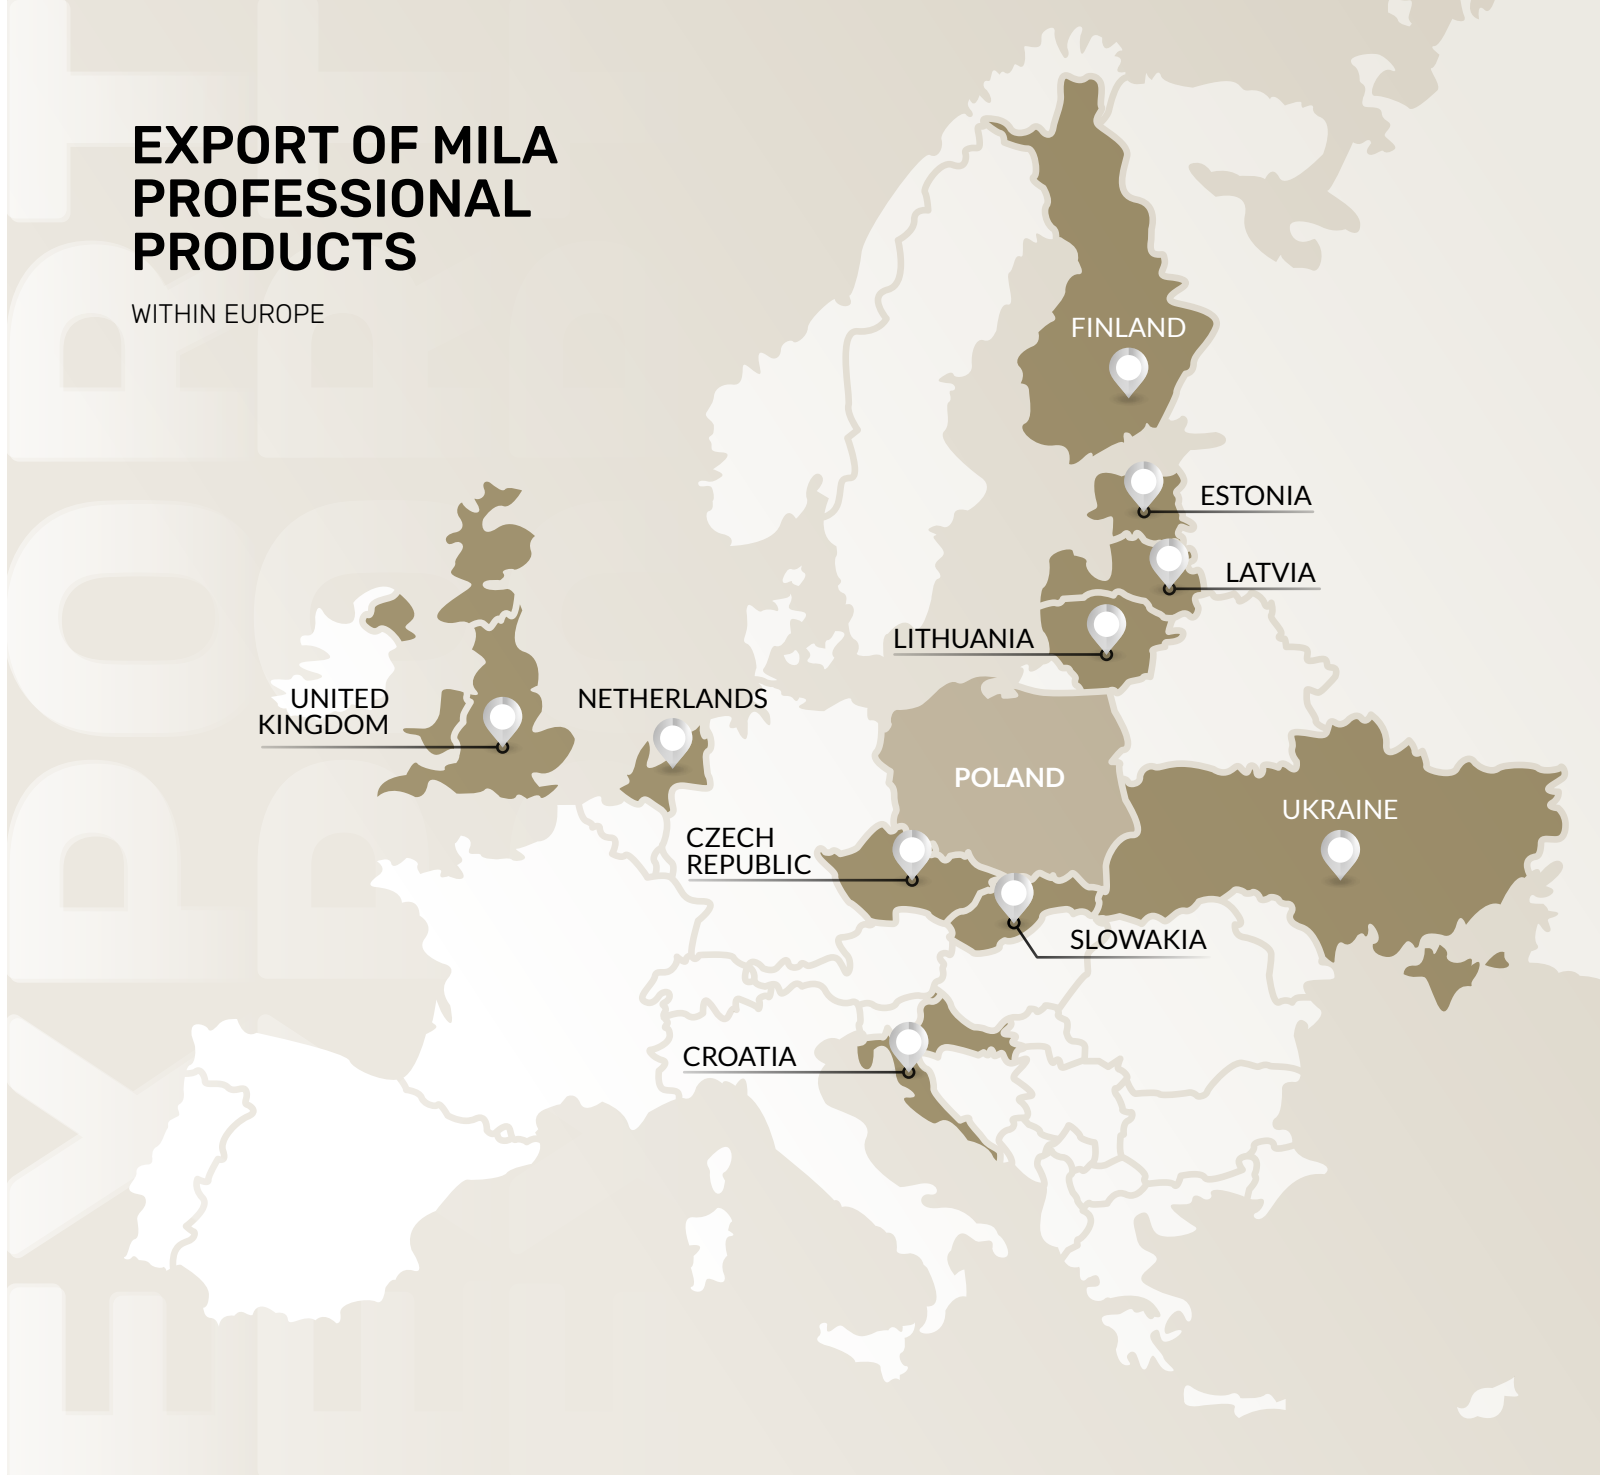 EXPORT OF MILA
PROFESSIONAL
PRODUCTS
WITHIN EUROPE
FINLAND
ESTONIA
LATVIA
LITHUANIA
UNITED
KINGDOM
NETHERLANDS
POLAND
UKRAINE
CZECH
REPUBLIC
SLOWAKIA
CROATIA
EXPORT